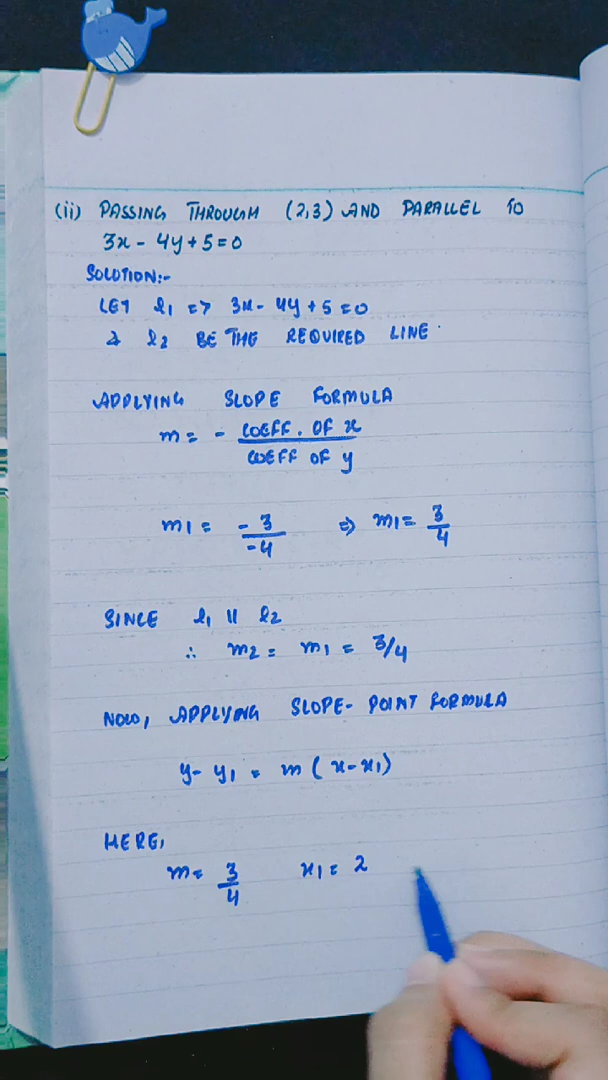 (ii) PASSING THROUGH (2,3) AND PARALLEL TO
3x - 4y + 5 = 0
SOLUTION:-
LET l1 => 3x - 4y + 5 = 0
& l2 BE THE REQUIRED LINE.
APPLYING SLOPE FORMULA
m = - COEFF. OF x / COEFF OF y
m1 = -3/-4 => m1 = 3/4
SINCE l1 || l2
∴ m2 = m1 = 3/4
NOW, APPLYING SLOPE-POINT FORMULA
y - y1 = m (x - x1)
HERE,
m = 3/4 x1 = 2